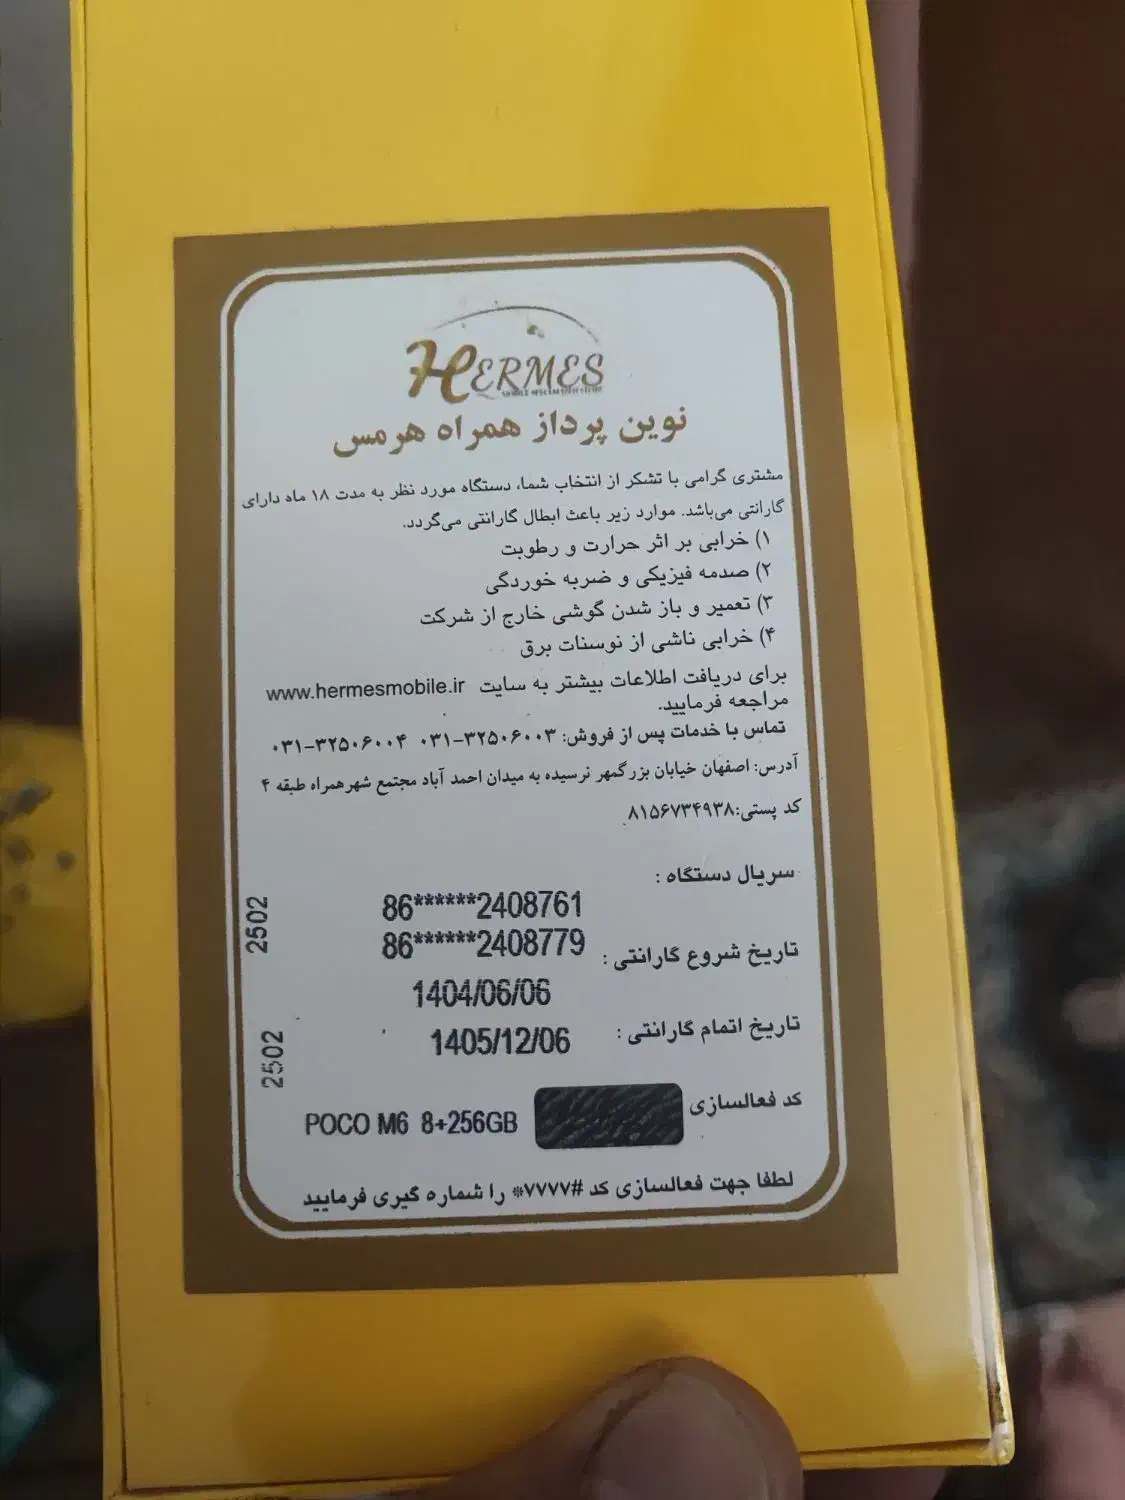 HERMES
نوین پرداز همراه هرمس
مشتری گرامی با تشکر از انتخاب شما، دستگاه مورد نظر به مدت ۱۸ ماه دارای
گارانتی می‌باشد. موارد زیر باعث ابطال گارانتی می‌گردد.
۱) خرابی بر اثر حرارت و رطوبت
۲) صدمه فیزیکی و ضربه خوردگی
۳) تعمیر و باز شدن گوشی خارج از شرکت
۴) خرابی ناشی از نوسنات برق
برای دریافت اطلاعات بیشتر به سایت www.hermesmobile.ir
مراجعه فرمایید.
تماس با خدمات پس از فروش: ۰۳۱-۳۲۵۰۶۰۰۳ ۰۳۱-۳۲۵۰۶۰۰۴
آدرس: اصفهان خیابان بزرگمهر نرسیده به میدان احمد آباد مجتمع شهرهمراه طبقه ۴
کد پستی:۸۱۵۶۷۳۴۹۳۸
سریال دستگاه :
86******2408761
2502
86******2408779
تاریخ شروع گارانتی :
1404/06/06
تاریخ اتمام گارانتی :
1405/12/06
2502
کد فعالسازی
POCO M6 8+256GB
لطفا جهت فعالسازی کد #۷۷۷۷* را شماره گیری فرمایید